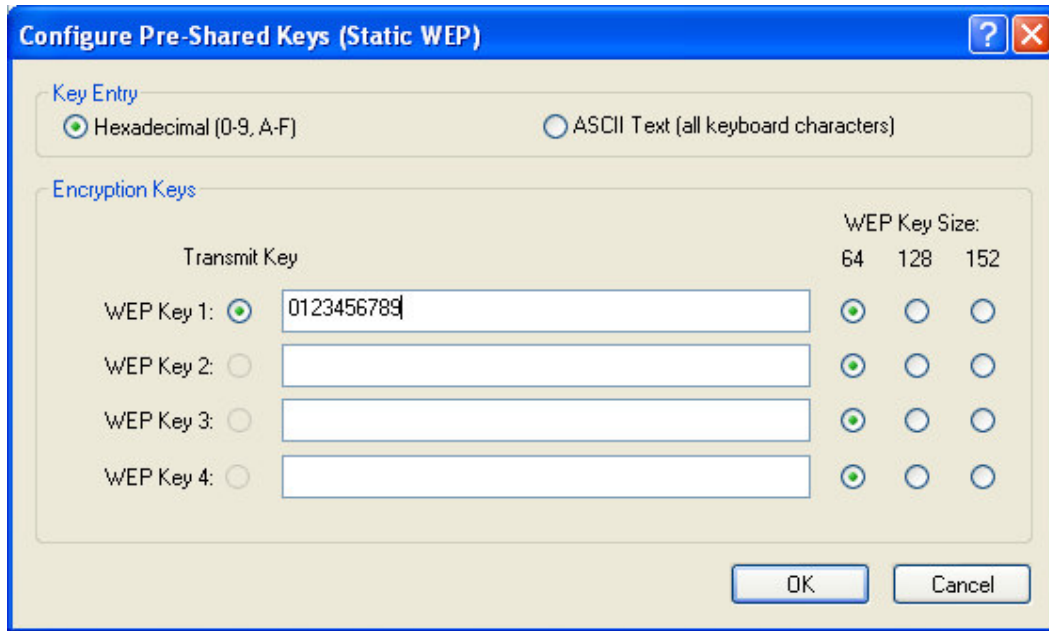 Configure Pre-Shared Keys (Static WEP)
Key Entry
Hexadecimal (0-9, A-F) ASCII Text (all keyboard characters)
Encryption Keys
WEP Key Size:
Transmit Key 64 128 152
WEP Key 1: 0123456789
WEP Key 2:
WEP Key 3:
WEP Key 4:
OK Cancel